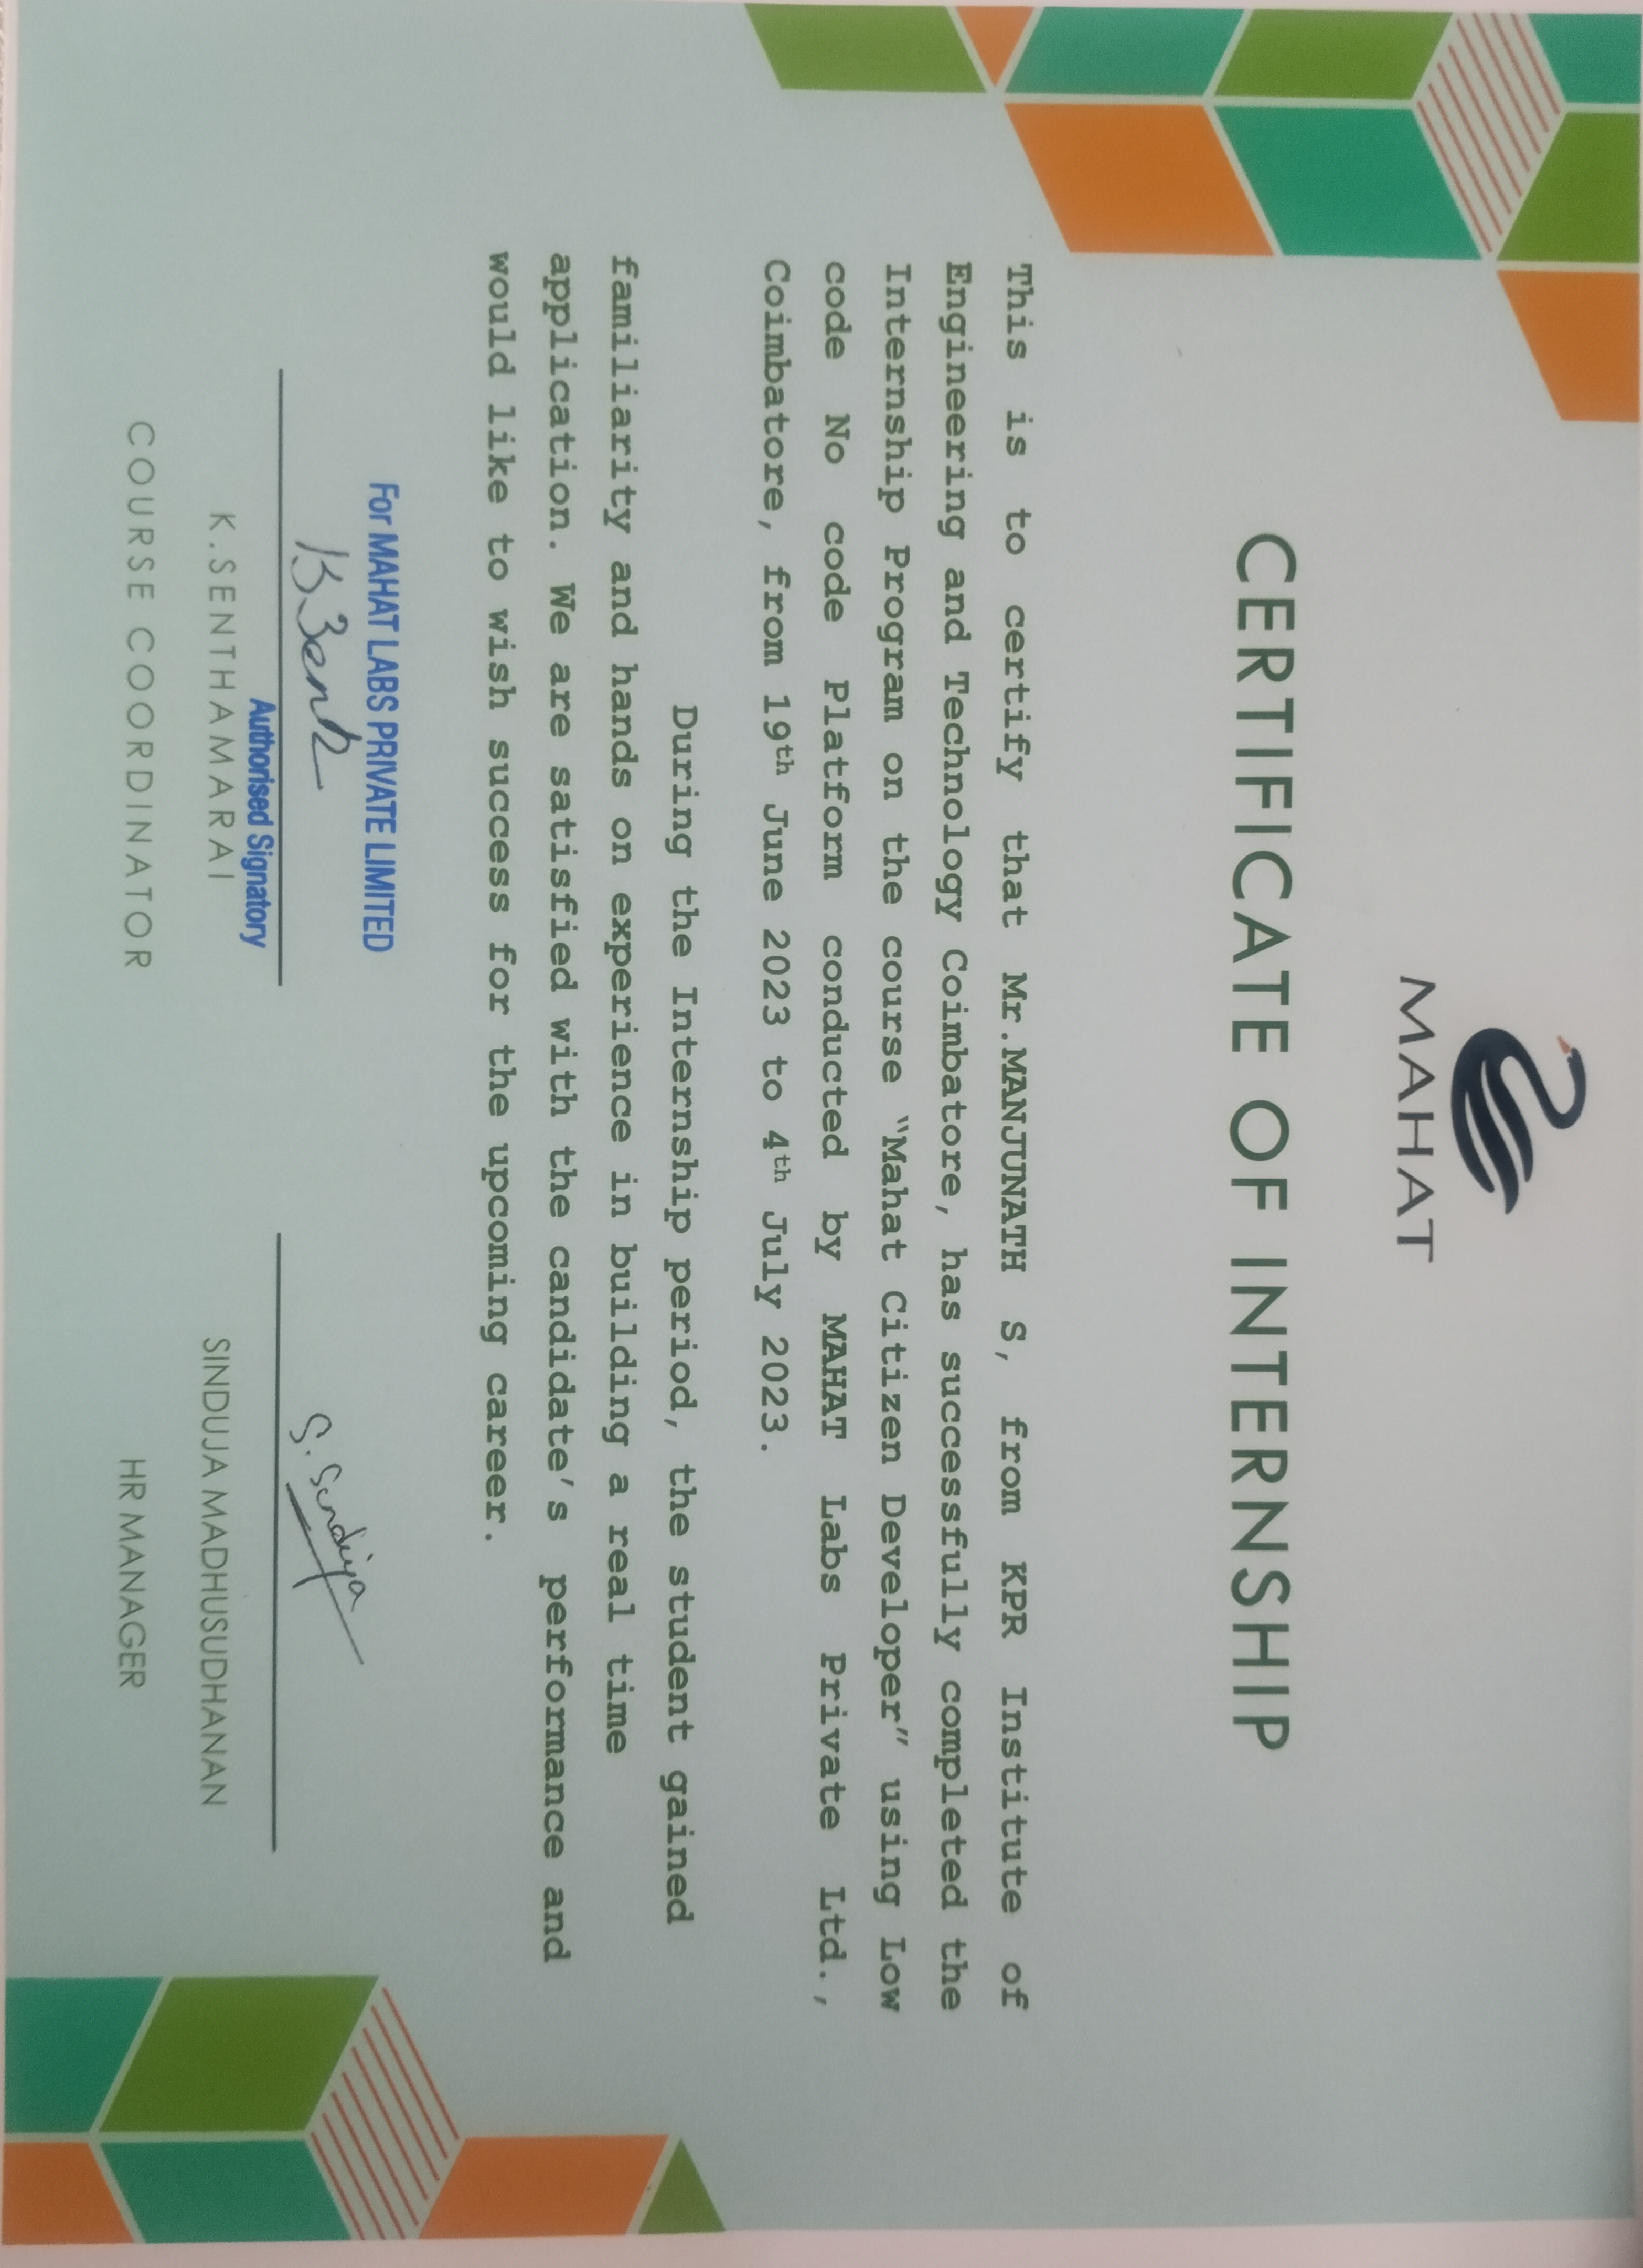 MAHAT
CERTIFICATE OF INTERNSHIP
This is to certify that Mr.MANJUNATH S, from KPR Institute of
Engineering and Technology Coimbatore, has successfully completed the
Internship Program on the course “Mahat Citizen Developer” using Low
code No code Platform conducted by MAHAT Labs Private Ltd.,
Coimbatore, from 19th June 2023 to 4th July 2023.
During the Internship period, the student gained
familiarity and hands on experience in building a real time
application. We are satisfied with the candidate’s performance and
would like to wish success for the upcoming career.
For MAHAT LABS PRIVATE LIMITED
S. Sinduja
Authorised Signatory
K.SENTHAMARAI
SINDUJA MADHUSUDHANAN
COURSE COORDINATOR
HR MANAGER